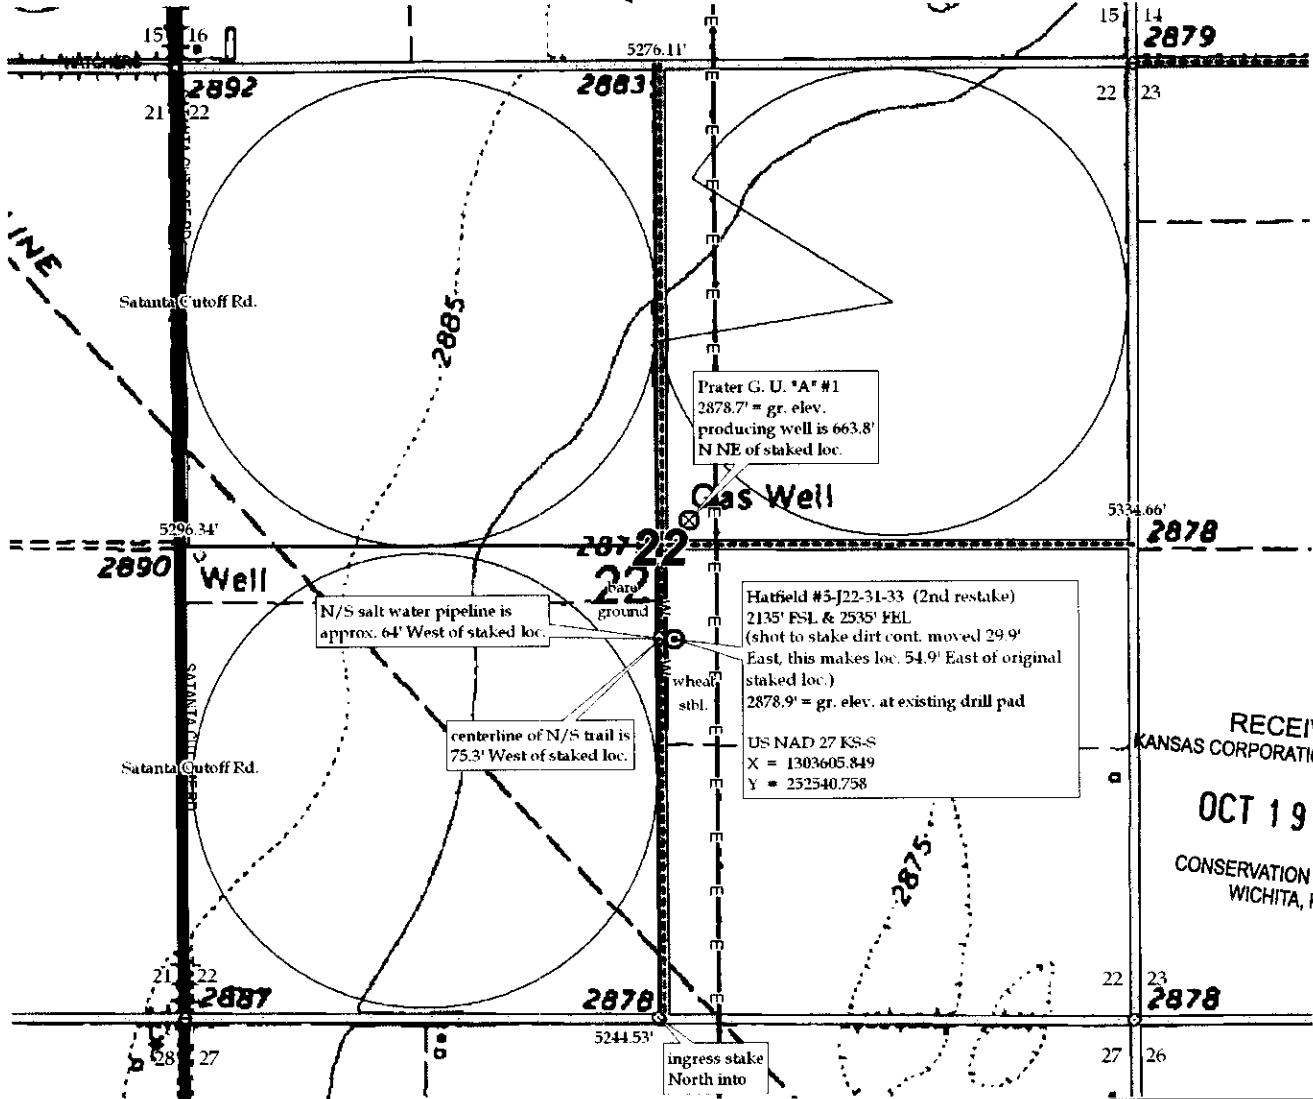 15 16
5276.11'
15 14
2879
2892
2883
21 22
22 23
INE
Satanta Cutoff Rd.
2885
Prater G. U. "A" #1
2878.7' = gr. elev.
producing well is 663.8'
N NE of staked loc.
Gas Well
5296.34'
5334.66'
2878
22
2890
Well
22
bare
ground
N/S salt water pipeline is
approx. 64' West of staked loc.
Hatfield #5-J22-31-33 (2nd restake)
2135' FSL & 2535' FEL
(shot to stake dirt cont. moved 29.9'
East, this makes loc. 54.9' East of original
staked loc.)
2878.9' = gr. elev. at existing drill pad
US NAD 27 KS-S
X = 1303605.849
Y = 252540.758
wheat
stbl.
centerline of N/S trail is
75.3' West of staked loc.
SATANTA CUTOFF RD
Satanta Cutoff Rd.
KANSAS CORPORATI
OCT 19
CONSERVATION
WICHITA,
2875
21 22
2887
2878
22 23
2878
5244.53'
28 27
27 26
ingress stake
North into